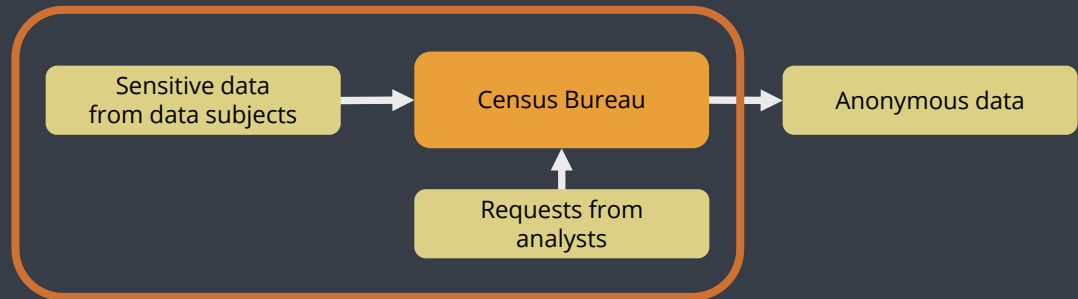 Sensitive data
from data subjects
Census Bureau
Anonymous data
Requests from
analysts